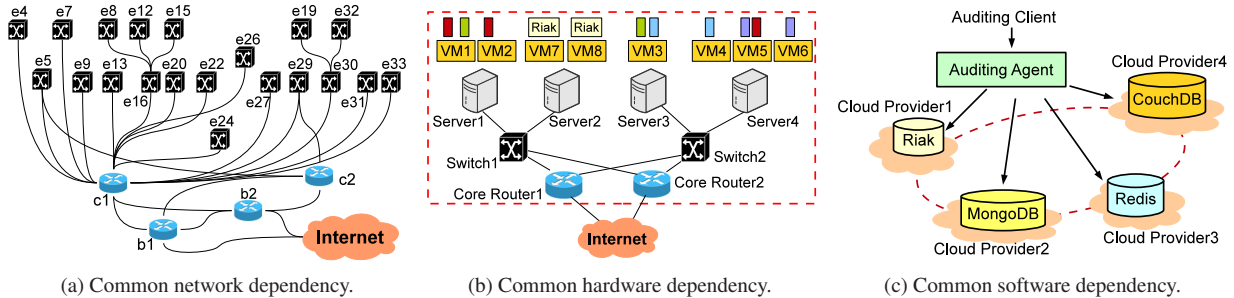 e4 e7 e8 e12 e15 e19 e32
e26
e5 e9 e13 e16 e20 e22 e27 e29 e30 e31 e33
e24
c1 c2
b2
b1
Internet
(a) Common network dependency.
Riak Riak
VM1 VM2 VM7 VM8 VM3 VM4 VM5 VM6
Server1 Server2 Server3 Server4
Switch1 Switch2
Core Router1 Core Router2
Internet
(b) Common hardware dependency.
Auditing Client
Auditing Agent
Cloud Provider4
CouchDB
Cloud Provider1
Riak
MongoDB
Redis
Cloud Provider2
Cloud Provider3
(c) Common software dependency.